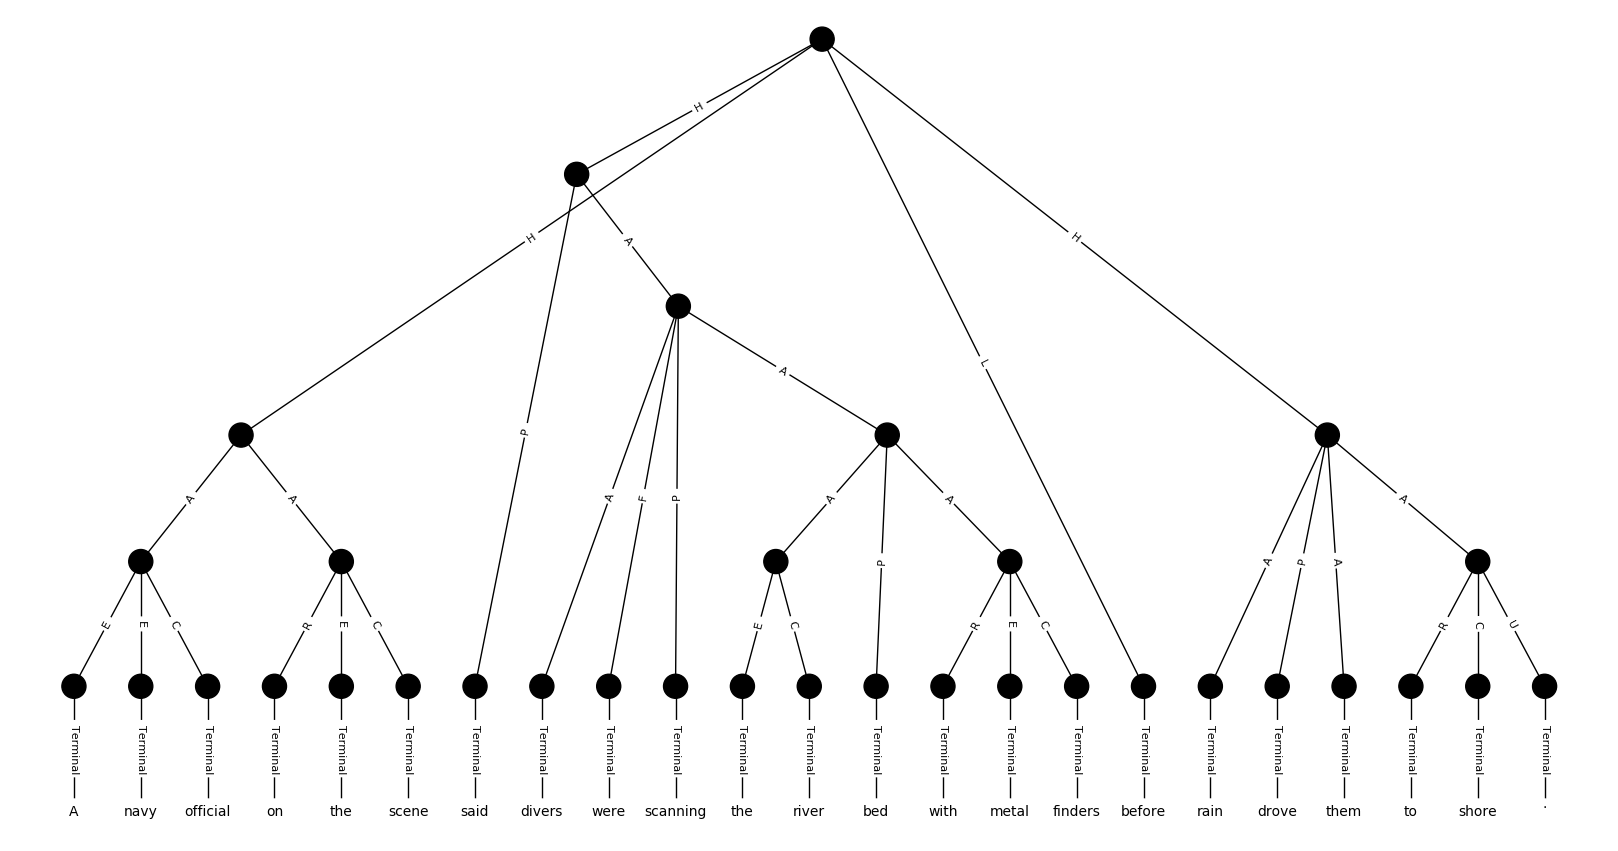 H
H
A
H
L
A
P
A
A
A
F
P
A
A
A
P
A
P
A
E
E
C
R
E
C
E
C
R
E
C
R
C
U
Terminal Terminal Terminal Terminal Terminal Terminal Terminal Terminal Terminal Terminal Terminal Terminal Terminal Terminal Terminal Terminal Terminal Terminal Terminal Terminal Terminal Terminal Terminal
A navy official on the scene said divers were scanning the river bed with metal finders before rain drove them to shore .